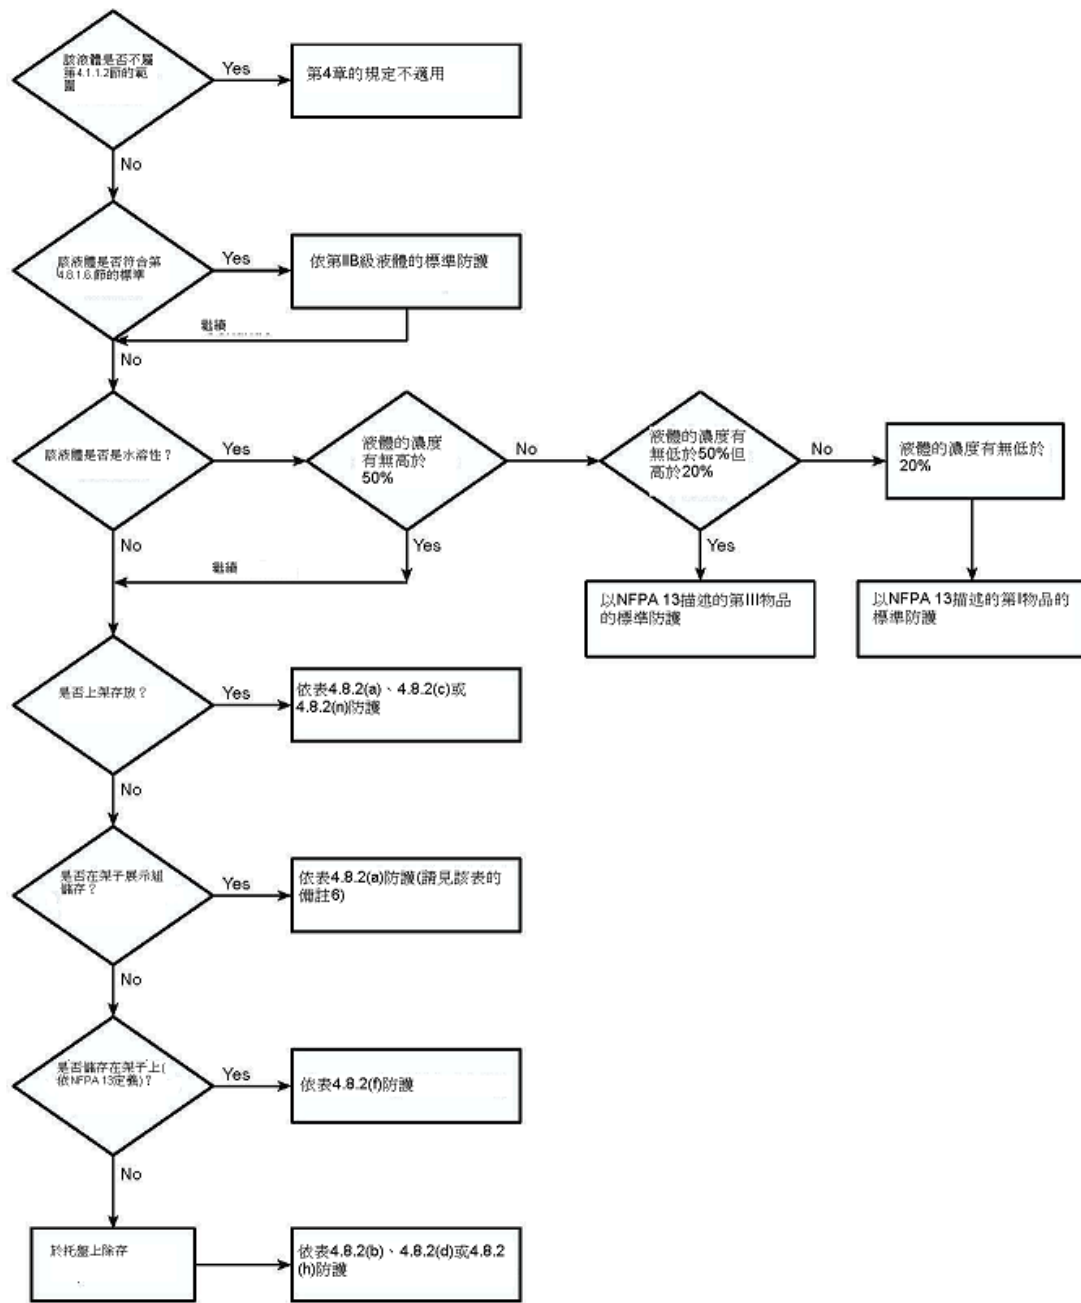 該液體是否不屬
第4.1.1.2節的範
圍
Yes
第4章的規定不適用
No
該液體是否符合第
4.8.1.6.節的標準
Yes
依第IIB級液體的標準防護
繼續
No
該液體是否是水溶性？
Yes
液體的濃度
有無高於
50%
No
液體的濃度有
無低於50%但
高於20%
No
液體的濃度有無低於
20%
No
Yes
Yes
繼續
以NFPA 13描述的第III物品
的標準防護
以NFPA 13描述的第I物品的
標準防護
是否上架存放？
Yes
依表4.8.2(a)、4.8.2(c)或
4.8.2(n)防護
No
是否在架子展示組
儲存？
Yes
依表4.8.2(a)防護(請見該表的
備註6)
No
是否儲存在架子上(
依NFPA 13定義)？
Yes
依表4.8.2(f)防護
No
於托盤上除存
依表4.8.2(b)、4.8.2(d)或4.8.2
(h)防護